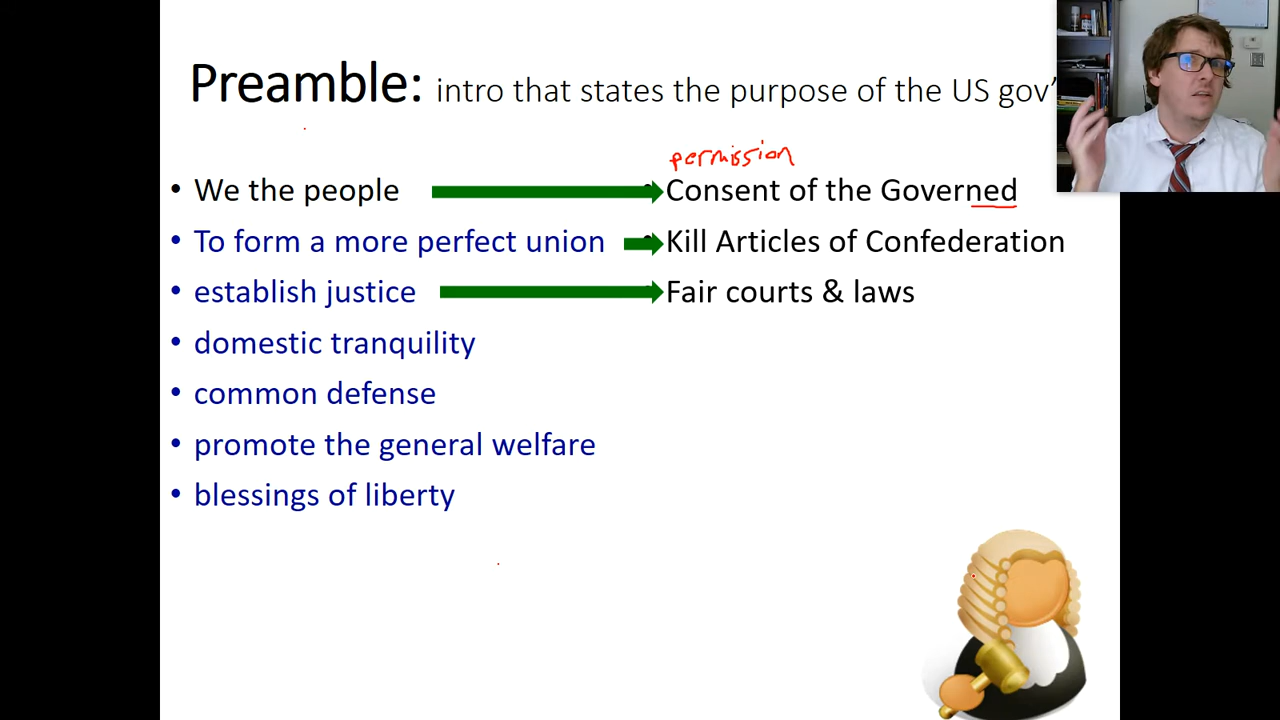 Preamble: intro that states the purpose of the US gov'
permission
• We the people • Consent of the Governed
• To form a more perfect union • Kill Articles of Confederation
• establish justice • Fair courts & laws
• domestic tranquility
• common defense
• promote the general welfare
• blessings of liberty